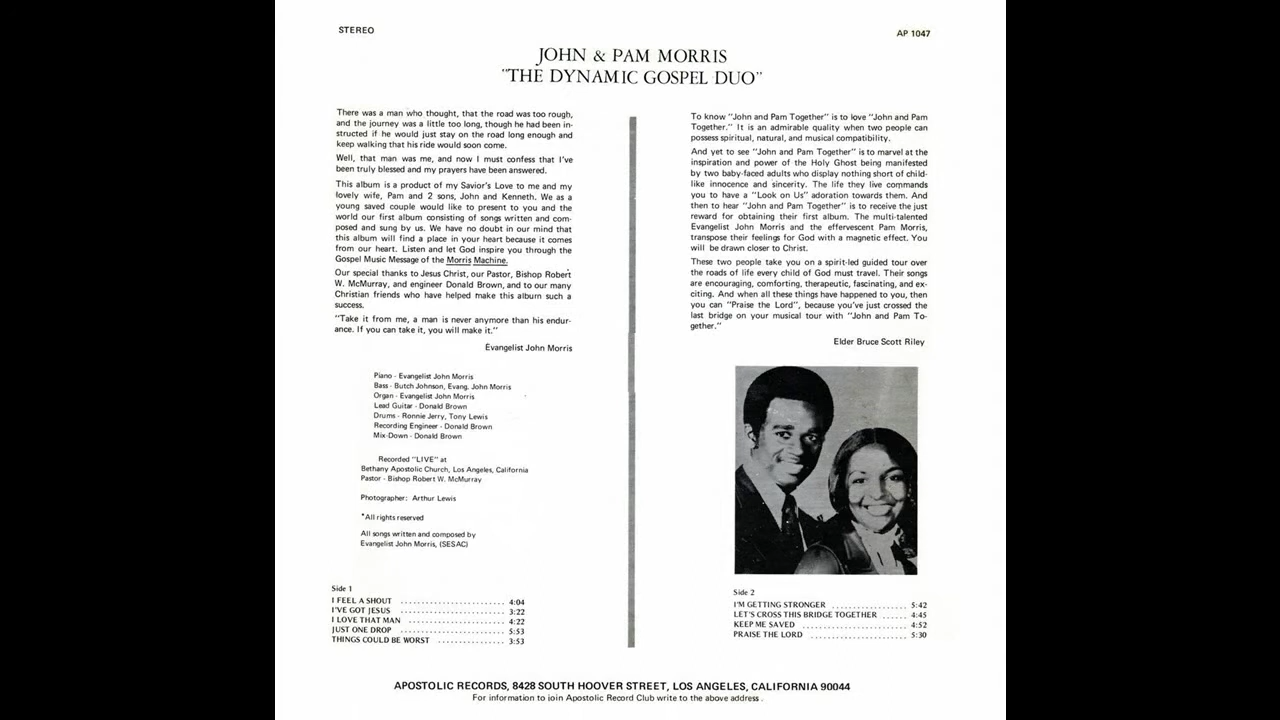 STEREO
AP 1047
JOHN & PAM MORRIS
"THE DYNAMIC GOSPEL DUO"
There was a man who thought, that the road was too rough,
and the journey was a little too long, though he had been in-
structed if he would just stay on the road long enough and
keep walking that his ride would soon come.
Well, that man was me, and now I must confess that I've
been truly blessed and my prayers have been answered.
This album is a product of my Savior's Love to me and my
lovely wife, Pam and 2 sons, John and Kenneth. We as a
young saved couple would like to present to you and the
world our first album consisting of songs written and com-
posed and sung by us. We have no doubt in our mind that
this album will find a place in your heart because it comes
from our heart. Listen and let God inspire you through the
Gospel Music Message of the Morris Machine.
Our special thanks to Jesus Christ, our Pastor, Bishop Robert
W. McMurray, and engineer Donald Brown, and to our many
Christian friends who have helped make this album such a
success.
"Take it from me, a man is never anymore than his endur-
ance. If you can take it, you will make it."
Evangelist John Morris
Piano - Evangelist John Morris
Bass - Butch Johnson, Evang. John Morris
Organ - Evangelist John Morris
Lead Guitar - Donald Brown
Drums - Ronnie Jerry, Tony Lewis
Recording Engineer - Donald Brown
Mix-Down - Donald Brown
Recorded "LIVE" at
Bethany Apostolic Church, Los Angeles, California
Pastor - Bishop Robert W. McMurray
Photographer: Arthur Lewis
*All rights reserved
All songs written and composed by
Evangelist John Morris, (SESAC)
Side 1
I FEEL A SHOUT ........................ 4:04
I'VE GOT JESUS ........................ 3:22
I LOVE THAT MAN ...................... 4:22
JUST ONE DROP ........................ 5:53
THINGS COULD BE WORST ............... 3:53
To know "John and Pam Together" is to love "John and Pam
Together." It is an admirable quality when two people can
possess spiritual, natural, and musical compatibility.
And yet to see "John and Pam Together" is to marvel at the
inspiration and power of the Holy Ghost being manifested
by two baby-faced adults who display nothing short of child-
like innocence and sincerity. The life they live commands
you to have a "Look on Us" adoration towards them. And
then to hear "John and Pam Together" is to receive the just
reward for obtaining their first album. The multi-talented
Evangelist John Morris and the effervescent Pam Morris,
transpose their feelings for God with a magnetic effect. You
will be drawn closer to Christ.
These two people take you on a spirit-led guided tour over
the roads of life every child of God must travel. Their songs
are encouraging, comforting, therapeutic, fascinating, and ex-
citing. And when all these things have happened to you, then
you can "Praise the Lord", because you've just crossed the
last bridge on your musical tour with "John and Pam To-
gether."
Elder Bruce Scott Riley
Side 2
I'M GETTING STRONGER .................. 5:42
LET'S CROSS THIS BRIDGE TOGETHER ...... 4:45
KEEP ME SAVED ........................ 4:52
PRAISE THE LORD ...................... 5:30
APOSTOLIC RECORDS, 8428 SOUTH HOOVER STREET, LOS ANGELES, CALIFORNIA 90044
For information to join Apostolic Record Club write to the above address.